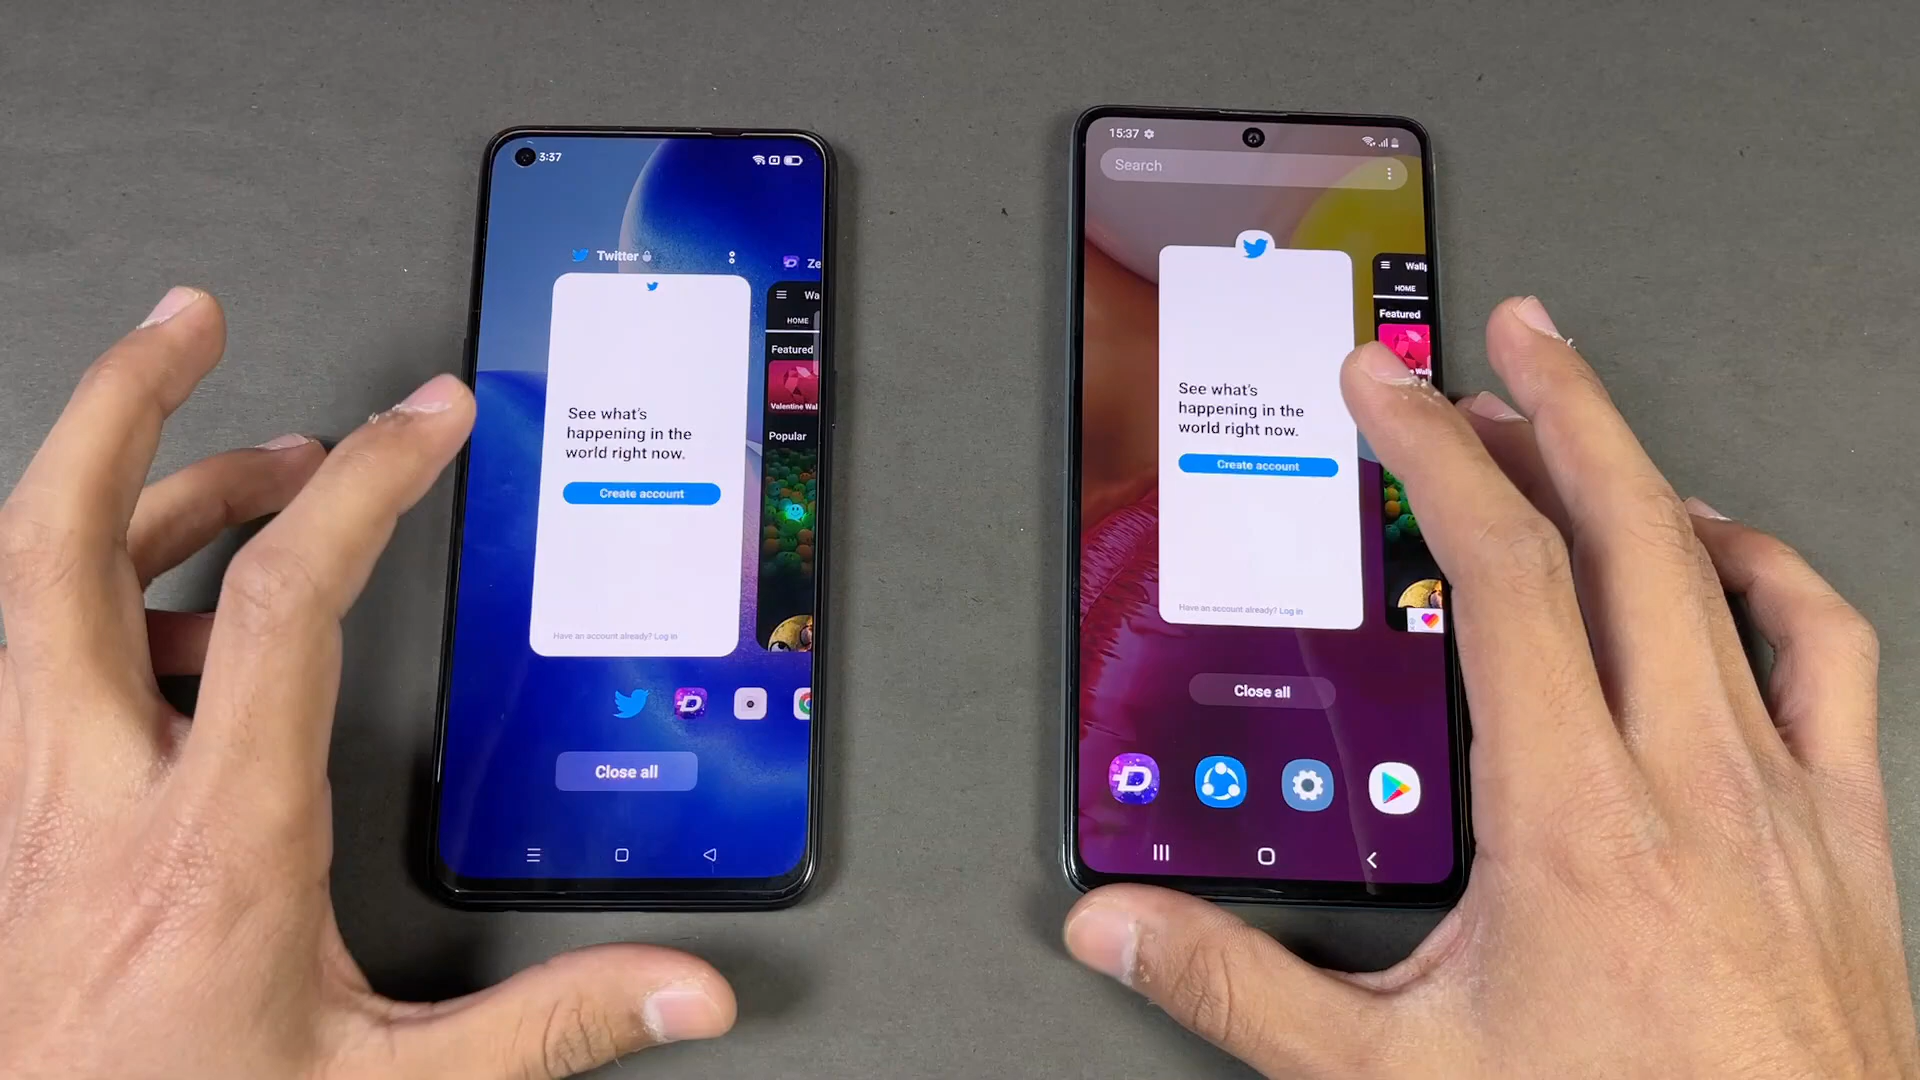 3:37
Twitter
Ze
Wa
HOME
Featured
Valentine Wal
Popular
See what's
happening in the
world right now.
Create account
Have an account already? Log in
Close all
15:37
Search
Wallp
HOME
Featured
See what's
happening in the
world right now.
Create account
Have an account already? Log in
Close all